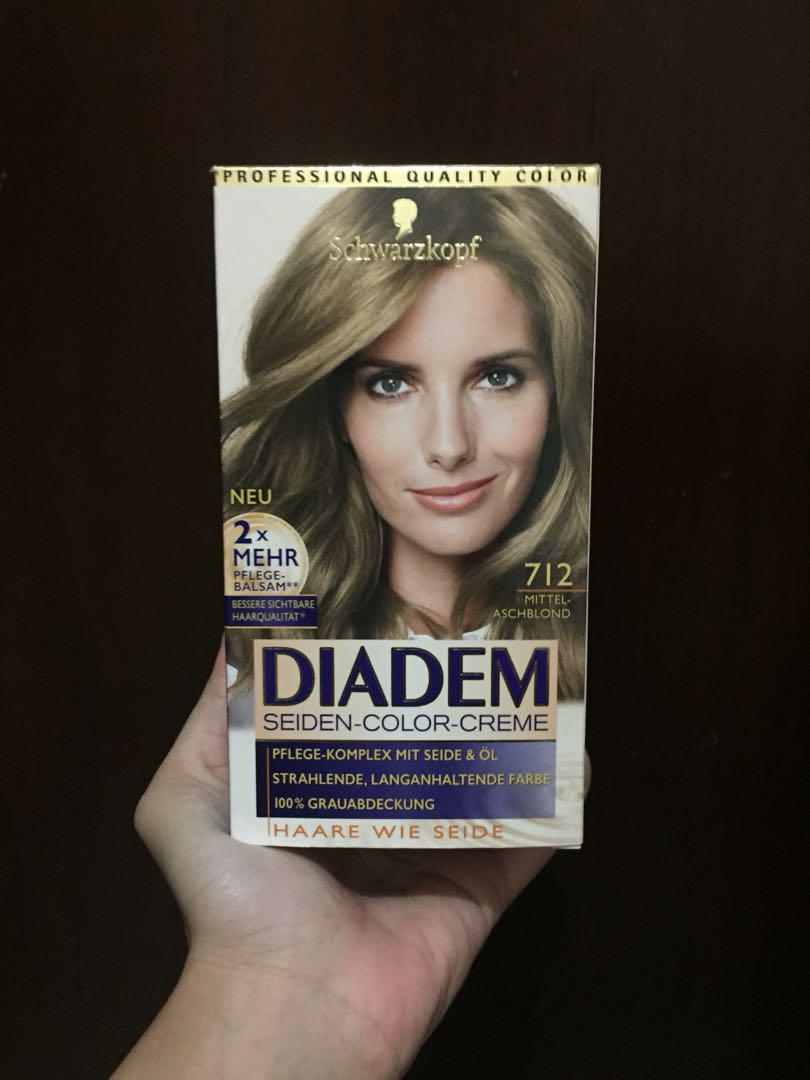 PROFESSIONAL QUALITY COLOR
Schwarzkopf
NEU
2x
MEHR
PFLEGE-
BALSAM**
BESSERE SICHTBARE
HAARQUALITÄT*
712
MITTEL-
ASCHBLOND
DIADEM
SEIDEN-COLOR-CREME
PFLEGE-KOMPLEX MIT SEIDE & ÖL
STRAHLENDE, LANGANHALTENDE FARBE
100% GRAUABDECKUNG
HAARE WIE SEIDE